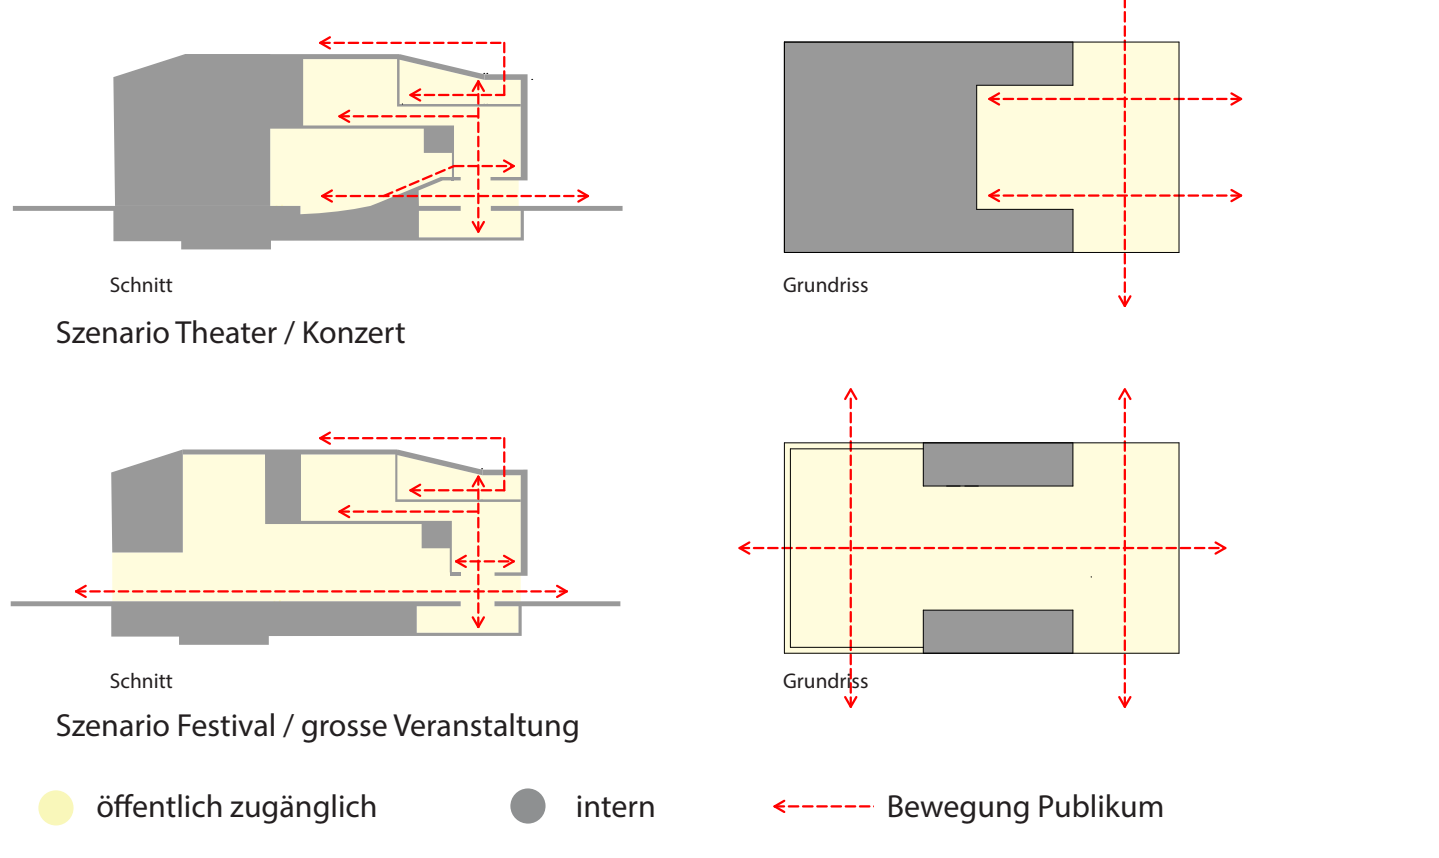 Schnitt
Grundriss
Szenario Theater / Konzert
Schnitt
Grundriss
Szenario Festival / grosse Veranstaltung
öffentlich zugänglich
intern
Bewegung Publikum